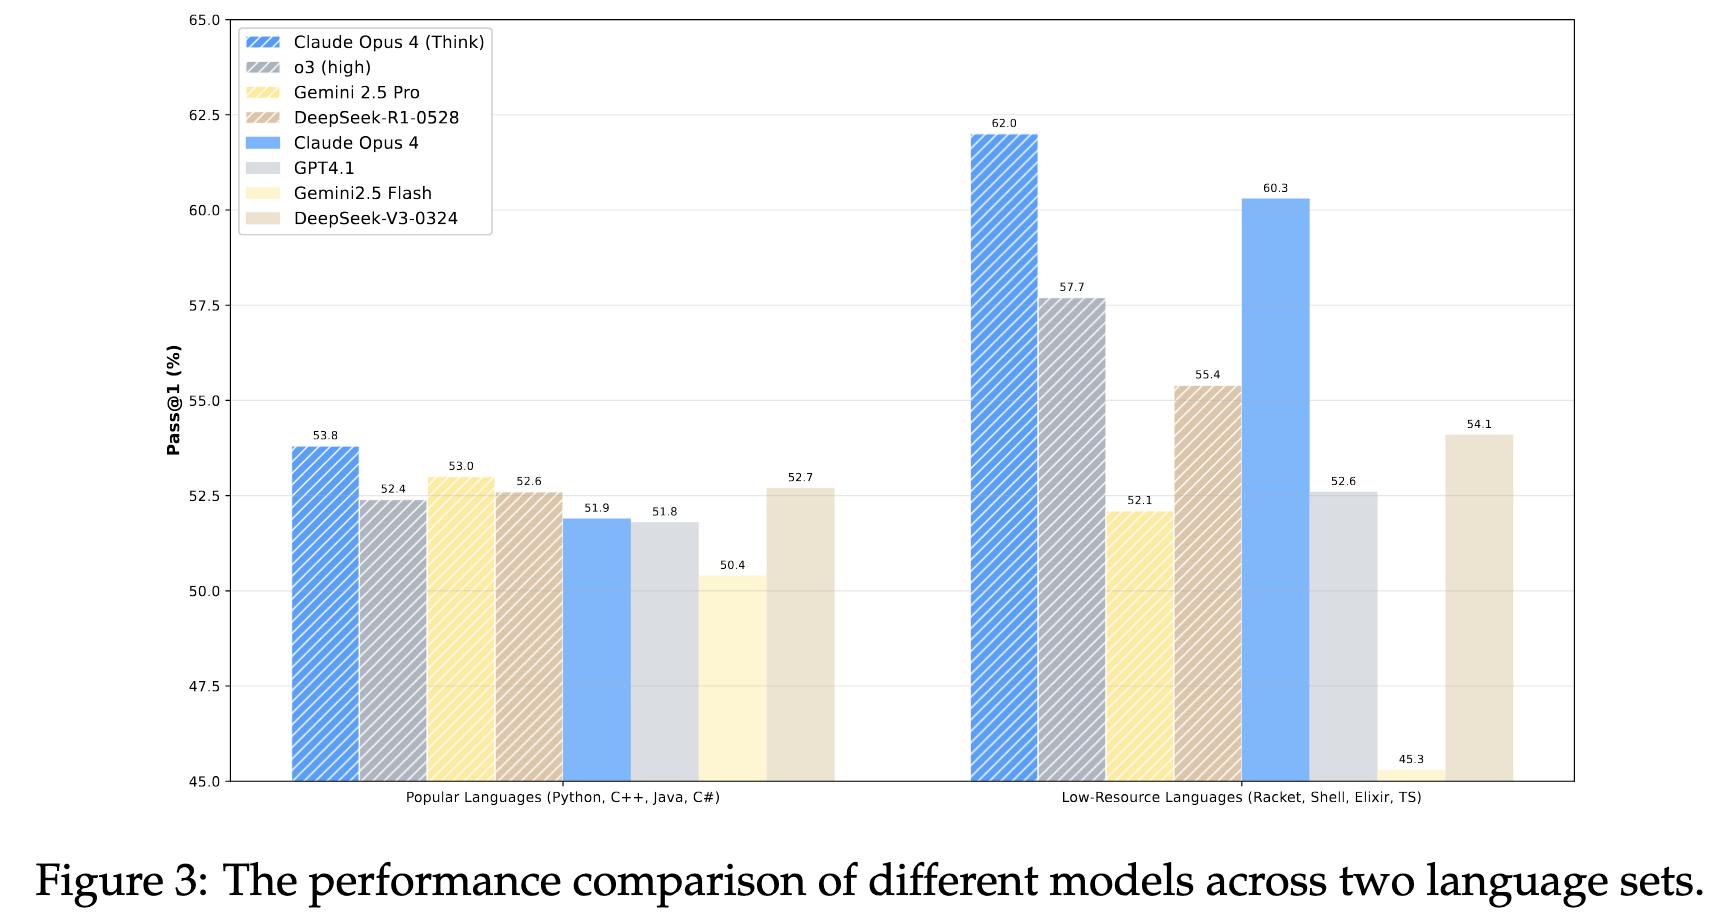 65.0
62.5
60.0
57.5
55.0
52.5
50.0
47.5
45.0
Pass@1 (%)
Claude Opus 4 (Think)
o3 (high)
Gemini 2.5 Pro
DeepSeek-R1-0528
Claude Opus 4
GPT4.1
Gemini2.5 Flash
DeepSeek-V3-0324
53.8
52.4
53.0
52.6
51.9
51.8
50.4
52.7
62.0
57.7
52.1
55.4
60.3
52.6
45.3
54.1
Popular Languages (Python, C++, Java, C#)
Low-Resource Languages (Racket, Shell, Elixir, TS)
Figure 3: The performance comparison of different models across two language sets.